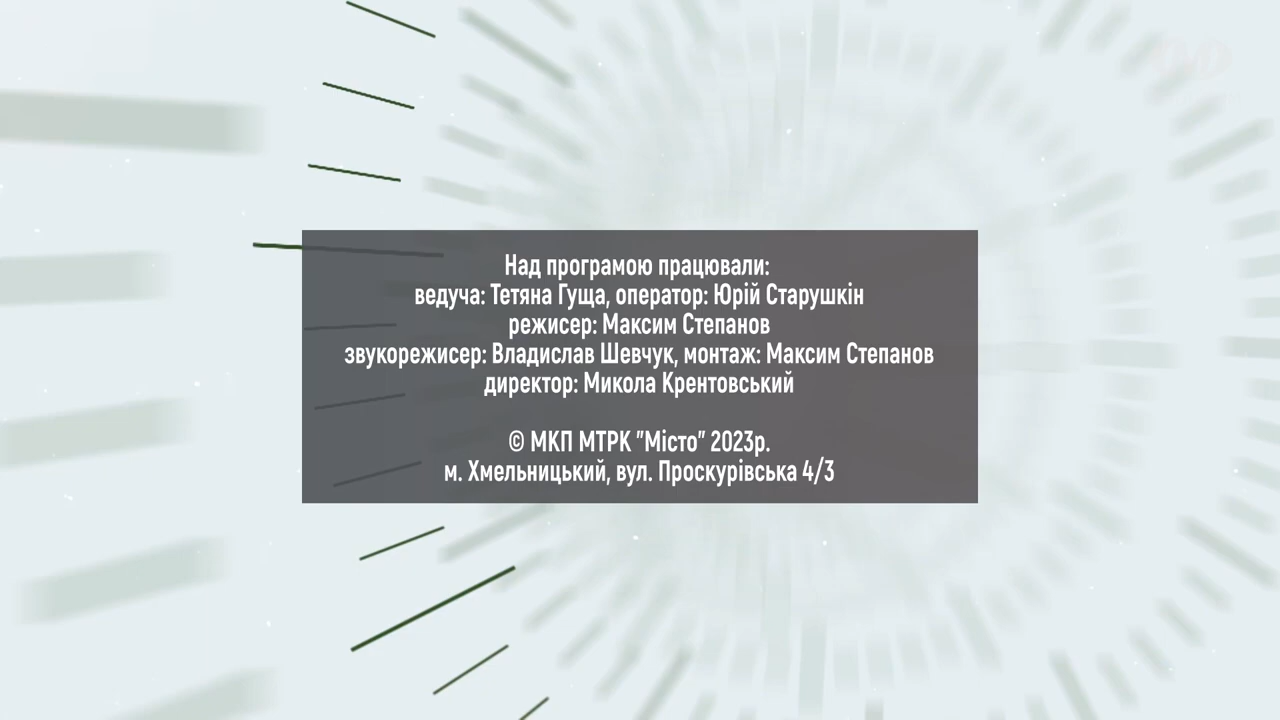 Над програмою працювали:
ведуча: Тетяна Гуща, оператор: Юрій Старушкін
режисер: Максим Степанов
звукорежисер: Владислав Шевчук, монтаж: Максим Степанов
директор: Микола Крентовський
© МКП МТРК "Місто" 2023р.
м. Хмельницький, вул. Проскурівська 4/3